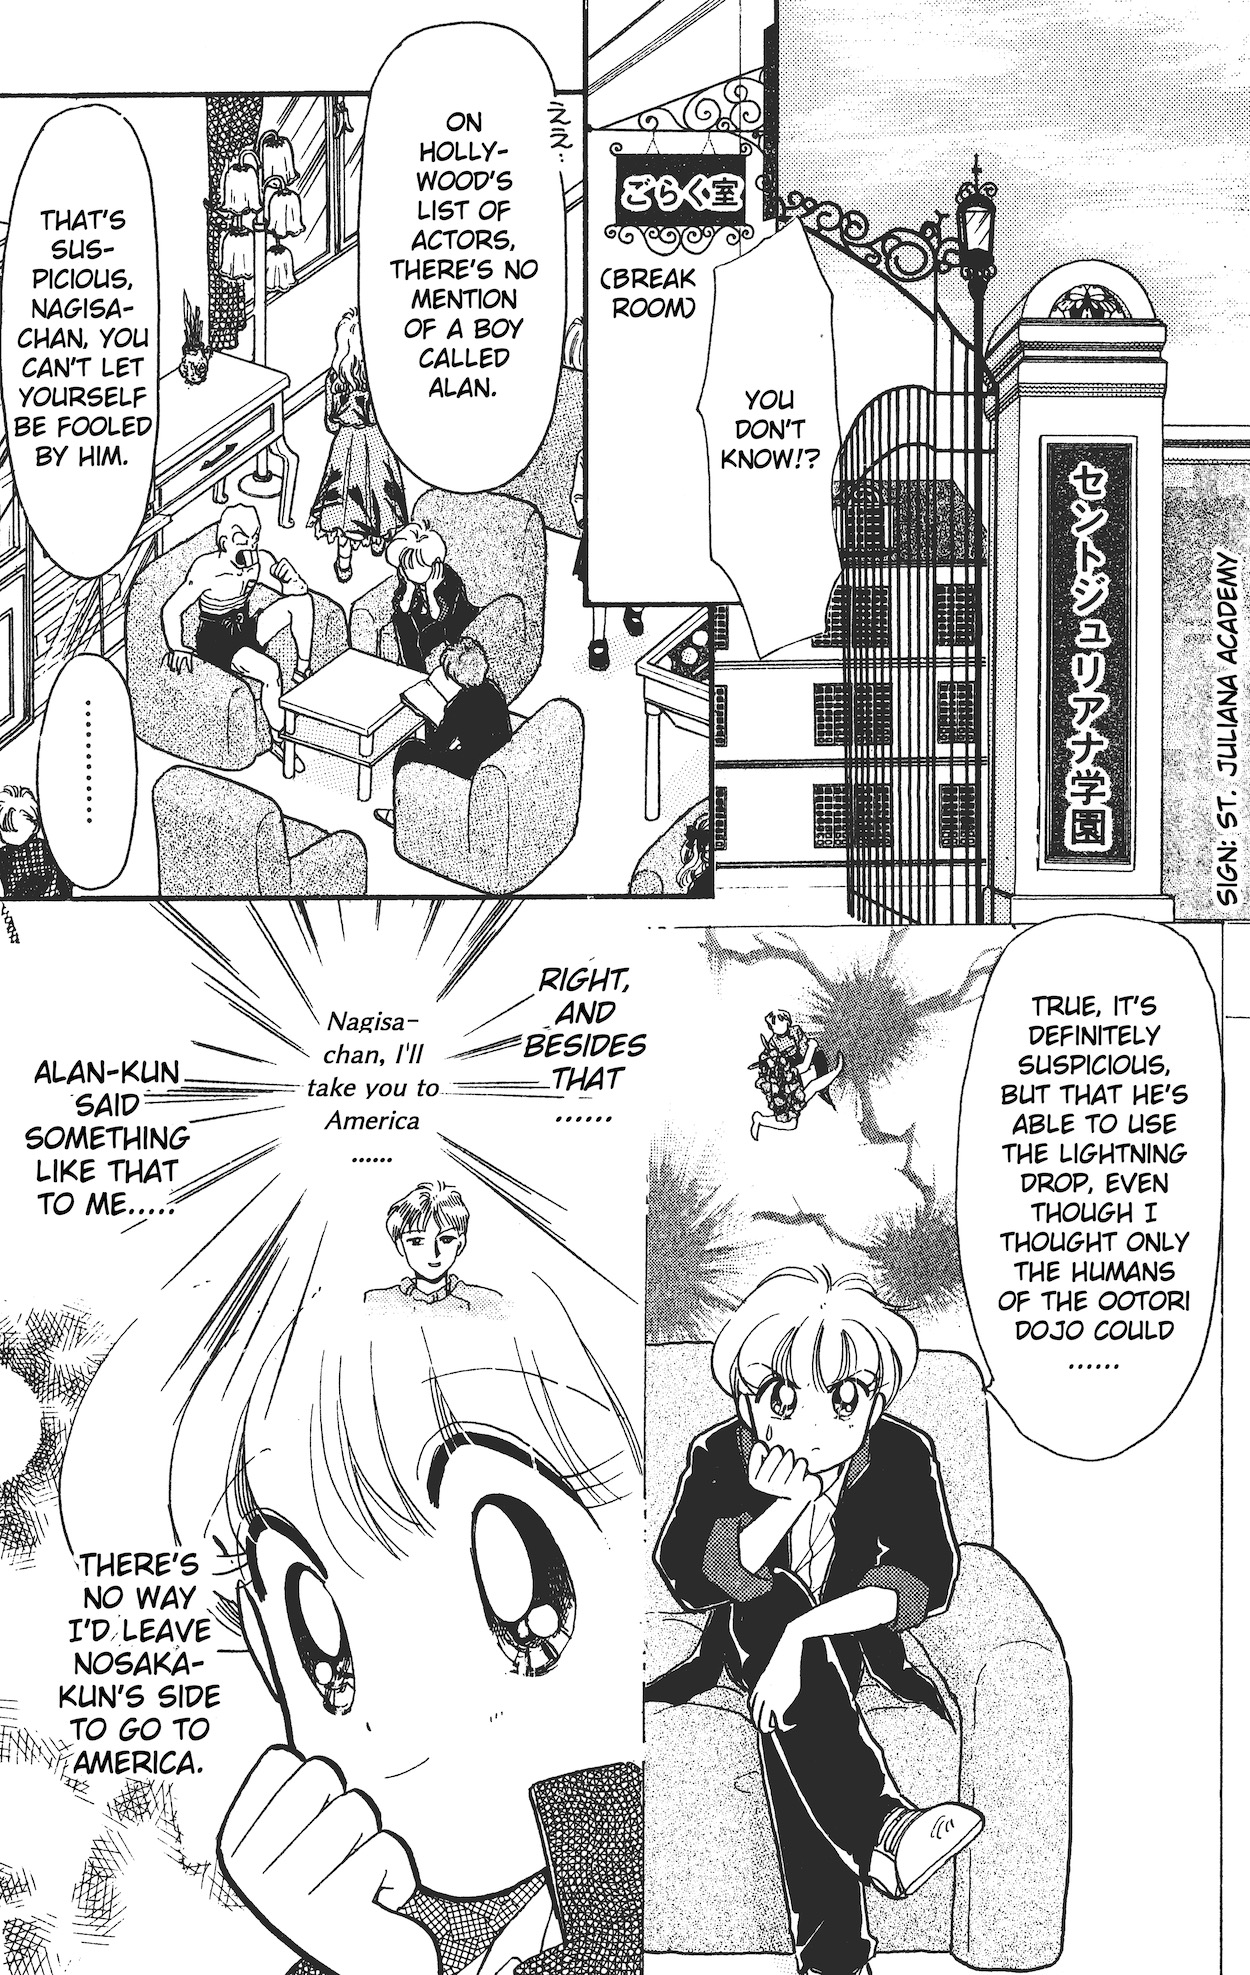 セントジュリアナ学園
SIGN: ST. JULIANA ACADEMY
ごらく室
(BREAK
ROOM)
YOU
DON'T
KNOW!?
ええ..
ON
HOLLY-
WOOD'S
LIST OF
ACTORS,
THERE'S NO
MENTION
OF A BOY
CALLED
ALAN.
THAT'S
SUS-
PICIOUS,
NAGISA-
CHAN, YOU
CAN'T LET
YOURSELF
BE FOOLED
BY HIM.
..........
TRUE, IT'S
DEFINITELY
SUSPICIOUS,
BUT THAT HE'S
ABLE TO USE
THE LIGHTNING
DROP, EVEN
THOUGH I
THOUGHT ONLY
THE HUMANS
OF THE OOTORI
DOJO COULD
......
RIGHT,
AND
BESIDES
THAT
......
Nagisa-
chan, I'll
take you to
America
......
ALAN-KUN
SAID
SOMETHING
LIKE THAT
TO ME.....
THERE'S
NO WAY
I'D LEAVE
NOSAKA-
KUN'S SIDE
TO GO TO
AMERICA.